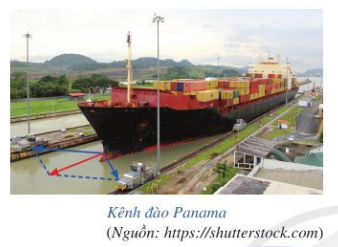 Kênh đào Panama
(Nguồn: https://shutterstock.com)